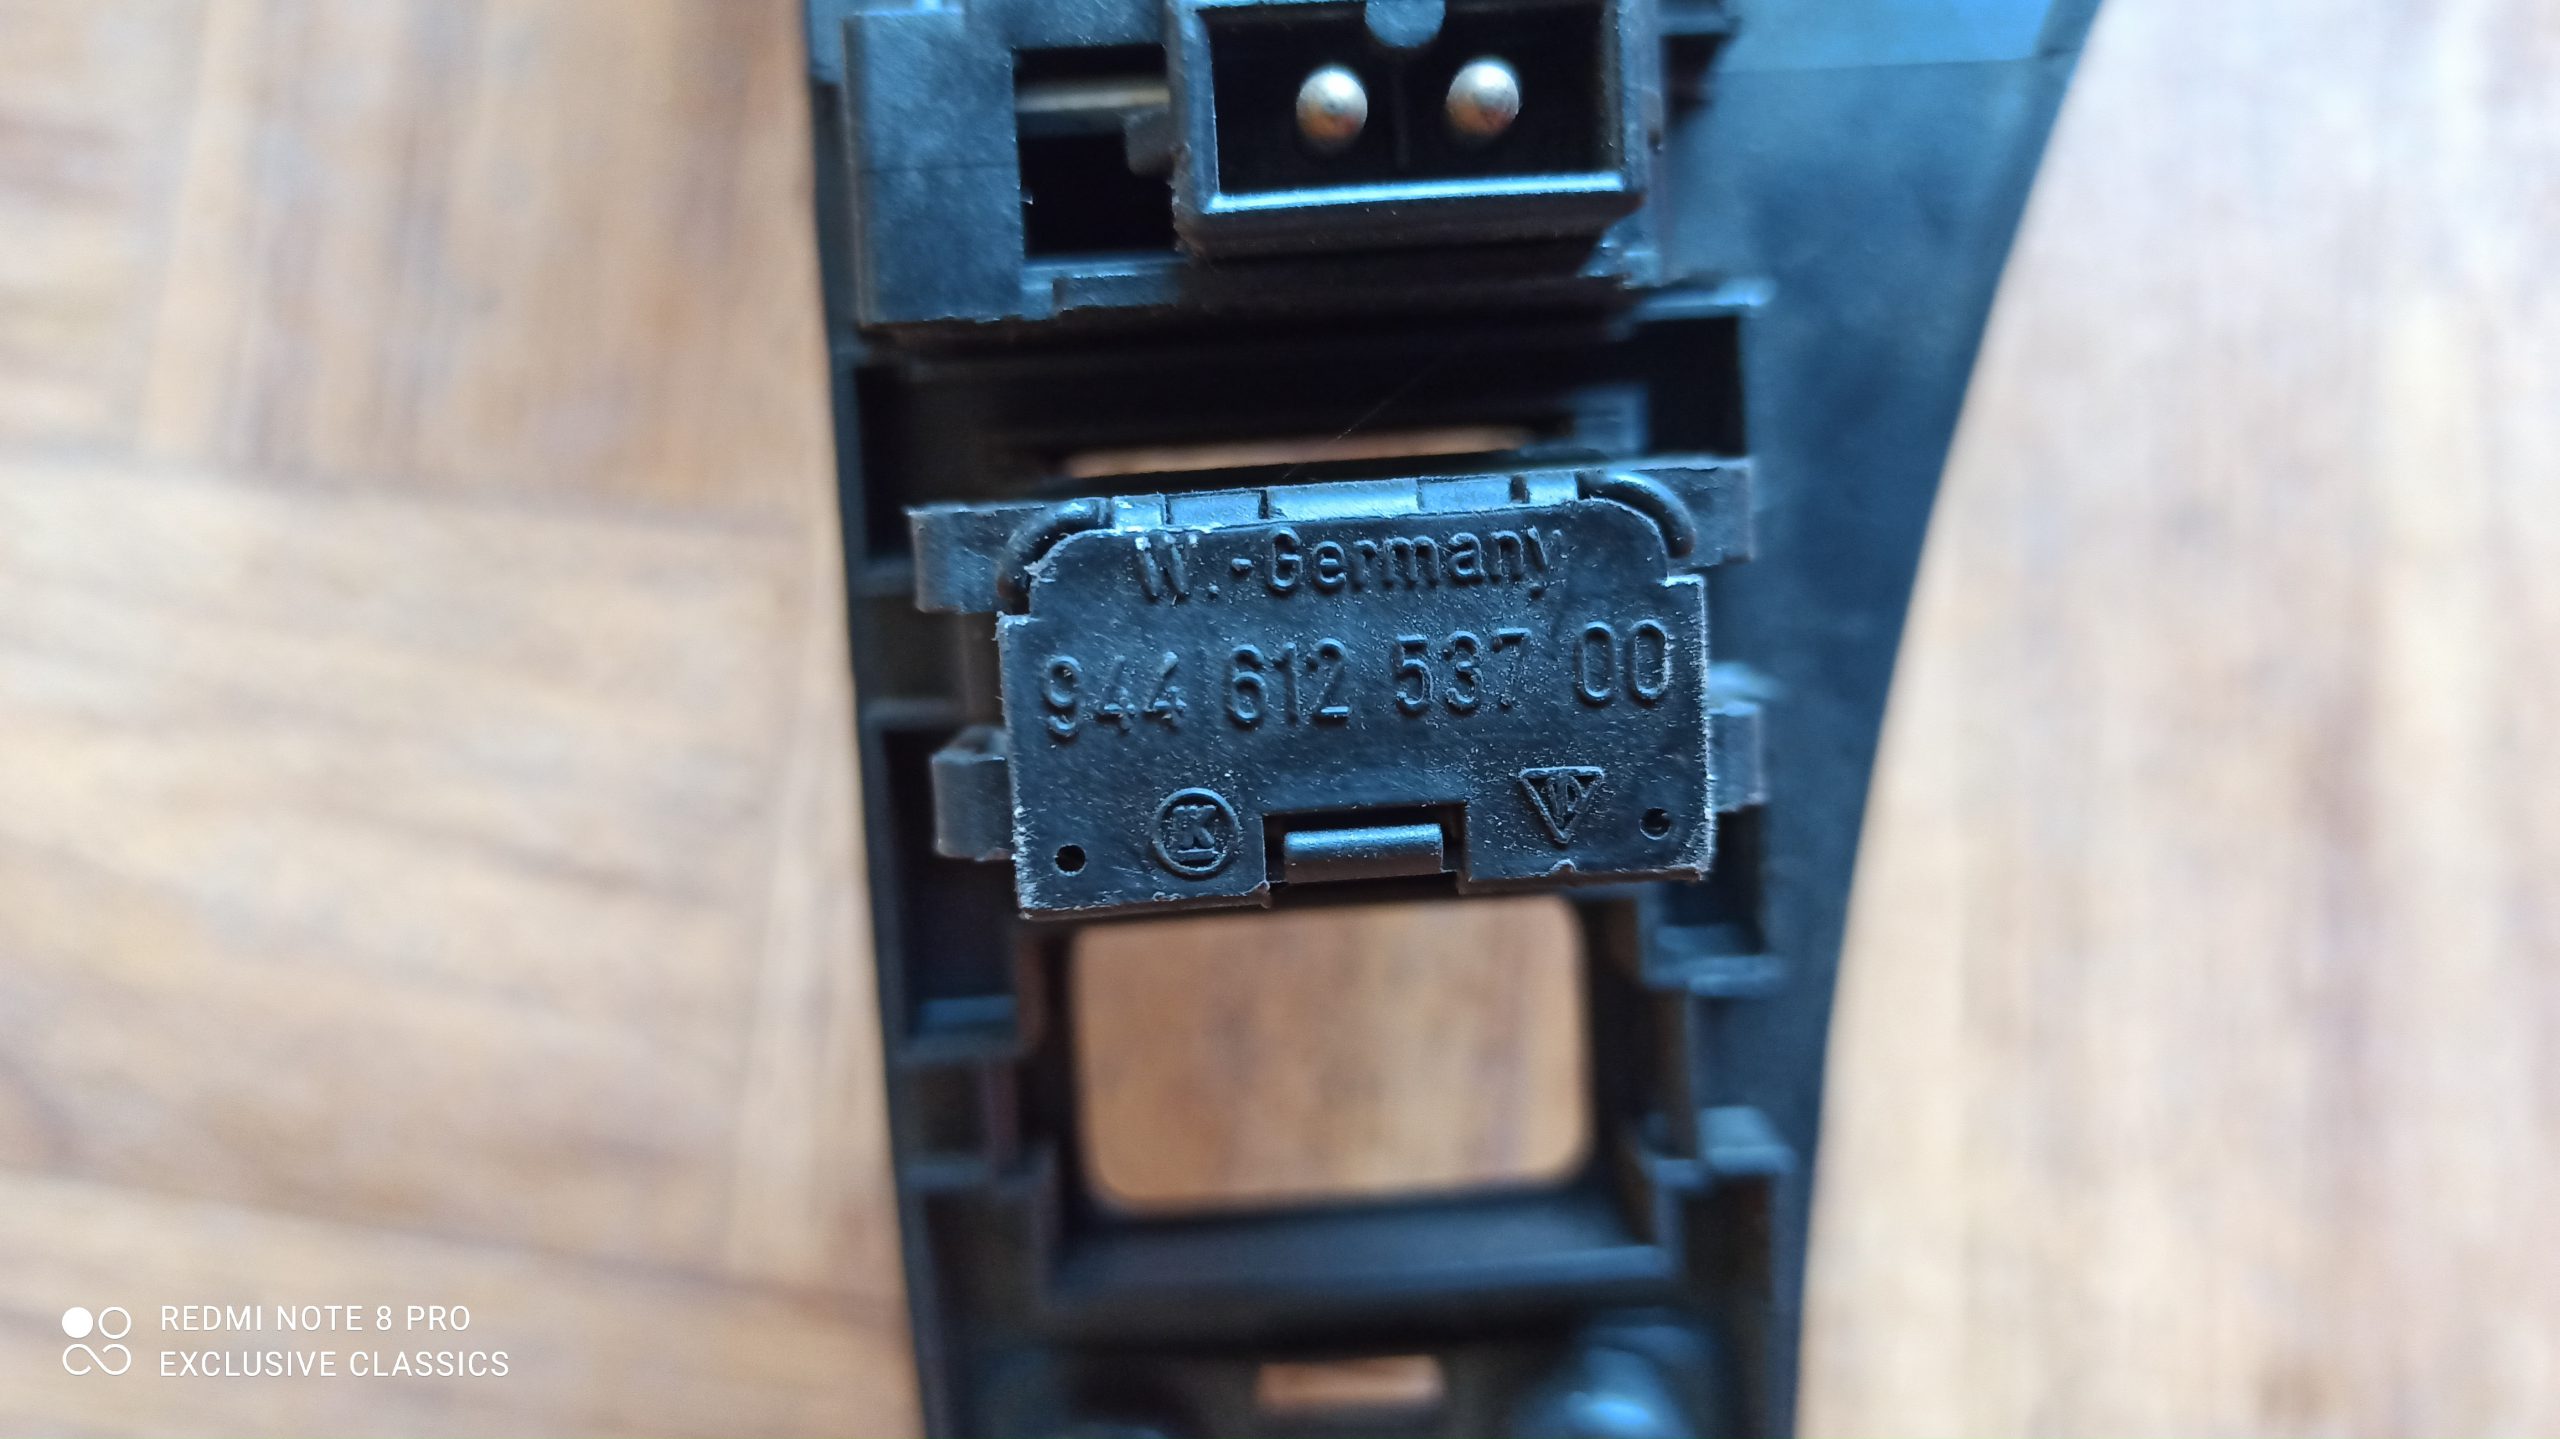 W.-Germany
944 612 537 00
K
REDMI NOTE 8 PRO
EXCLUSIVE CLASSICS